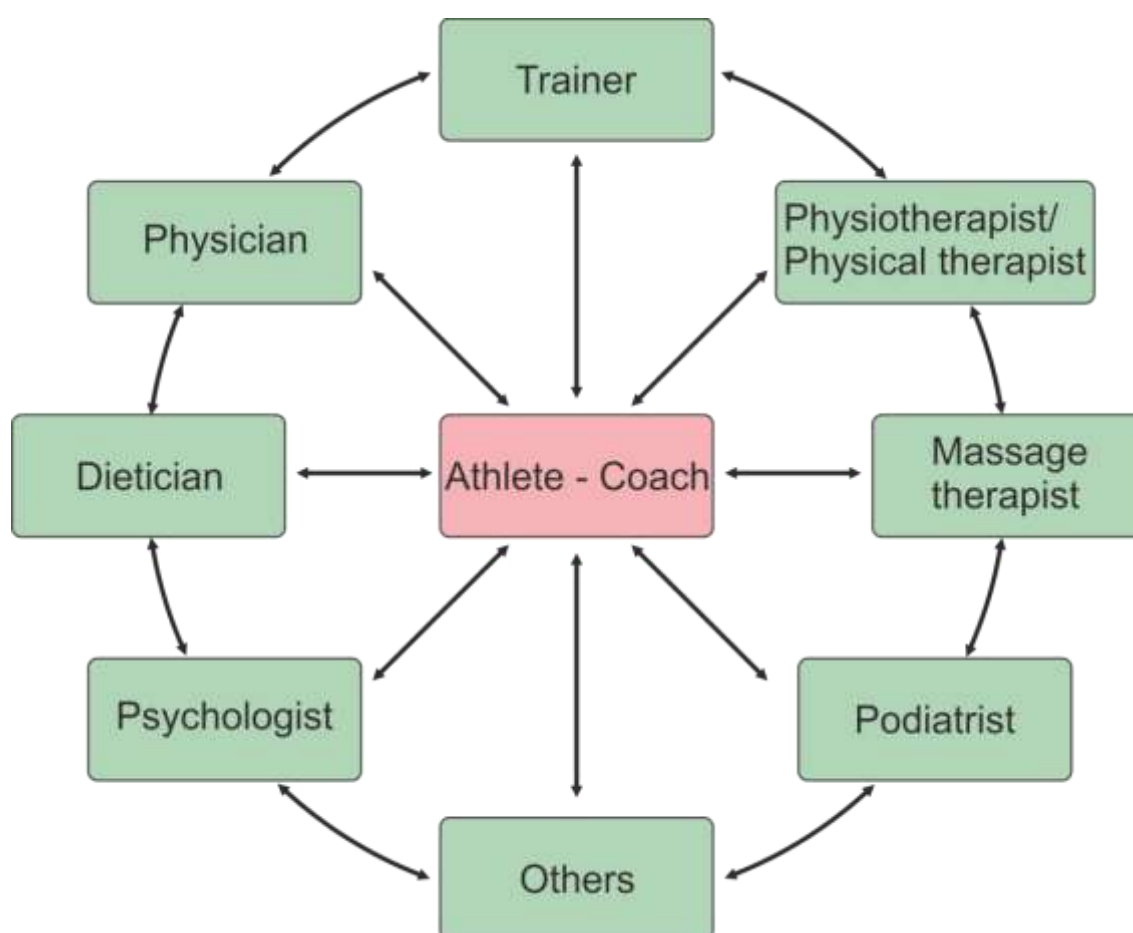 Trainer
Physician
Physiotherapist/
Physical therapist
Dietician
Athlete - Coach
Massage
therapist
Psychologist
Podiatrist
Others